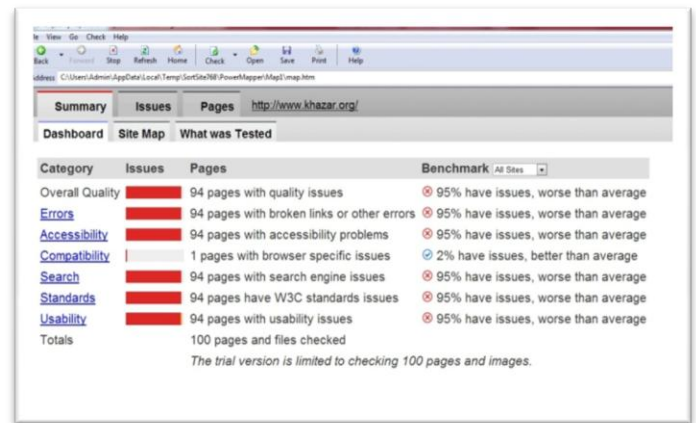 View Go Check Help
Back Forward Stop Refresh Home Check Open Save Print Help
C:\Users\Admin\AppData\Local\Temp\SortSite768\PowerMapper\Map1\map.htm
Summary Issues Pages http://www.khazar.org/
Dashboard Site Map What was Tested
Category Issues Pages Benchmark All Sites
Overall Quality 94 pages with quality issues 95% have issues, worse than average
Errors 94 pages with broken links or other errors 95% have issues, worse than average
Accessibility 94 pages with accessibility problems 95% have issues, worse than average
Compatibility 1 pages with browser specific issues 2% have issues, better than average
Search 94 pages with search engine issues 95% have issues, worse than average
Standards 94 pages have W3C standards issues 95% have issues, worse than average
Usability 94 pages with usability issues 95% have issues, worse than average
Totals 100 pages and files checked
The trial version is limited to checking 100 pages and images.